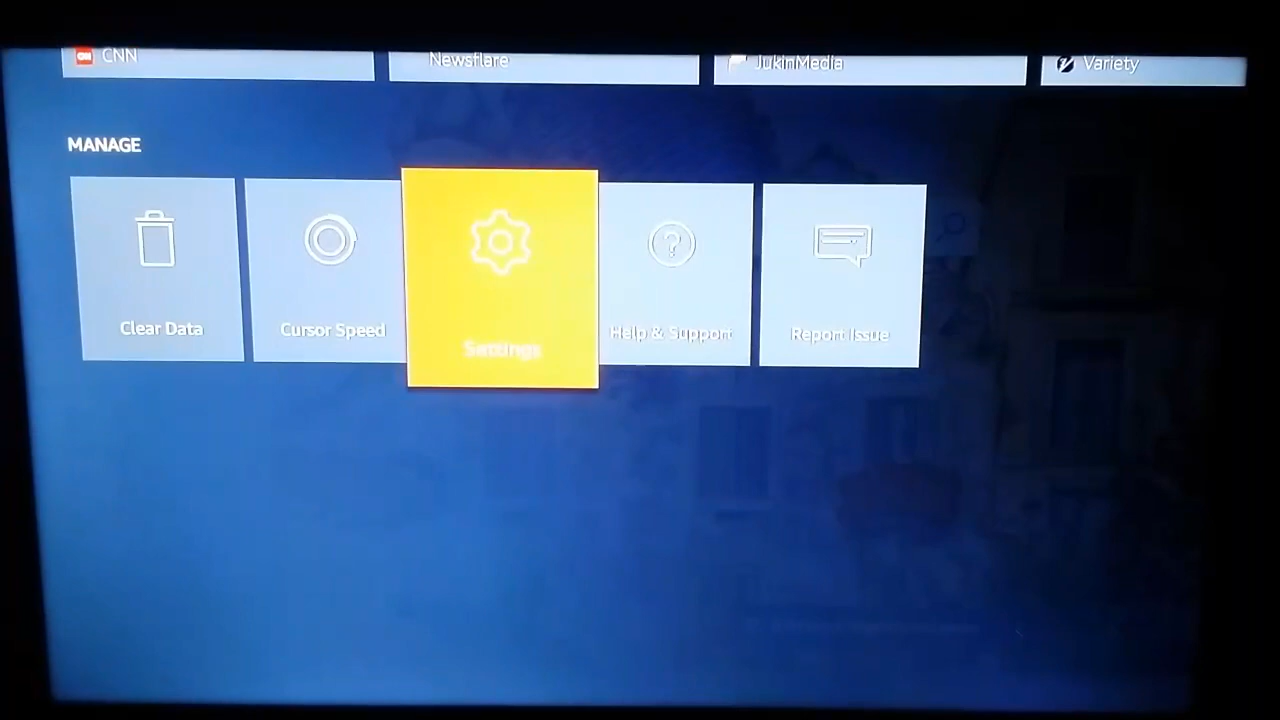 CNN
Newsflare
JukinMedia
Variety
MANAGE
Clear Data
Cursor Speed
Settings
Help & Support
Report Issue